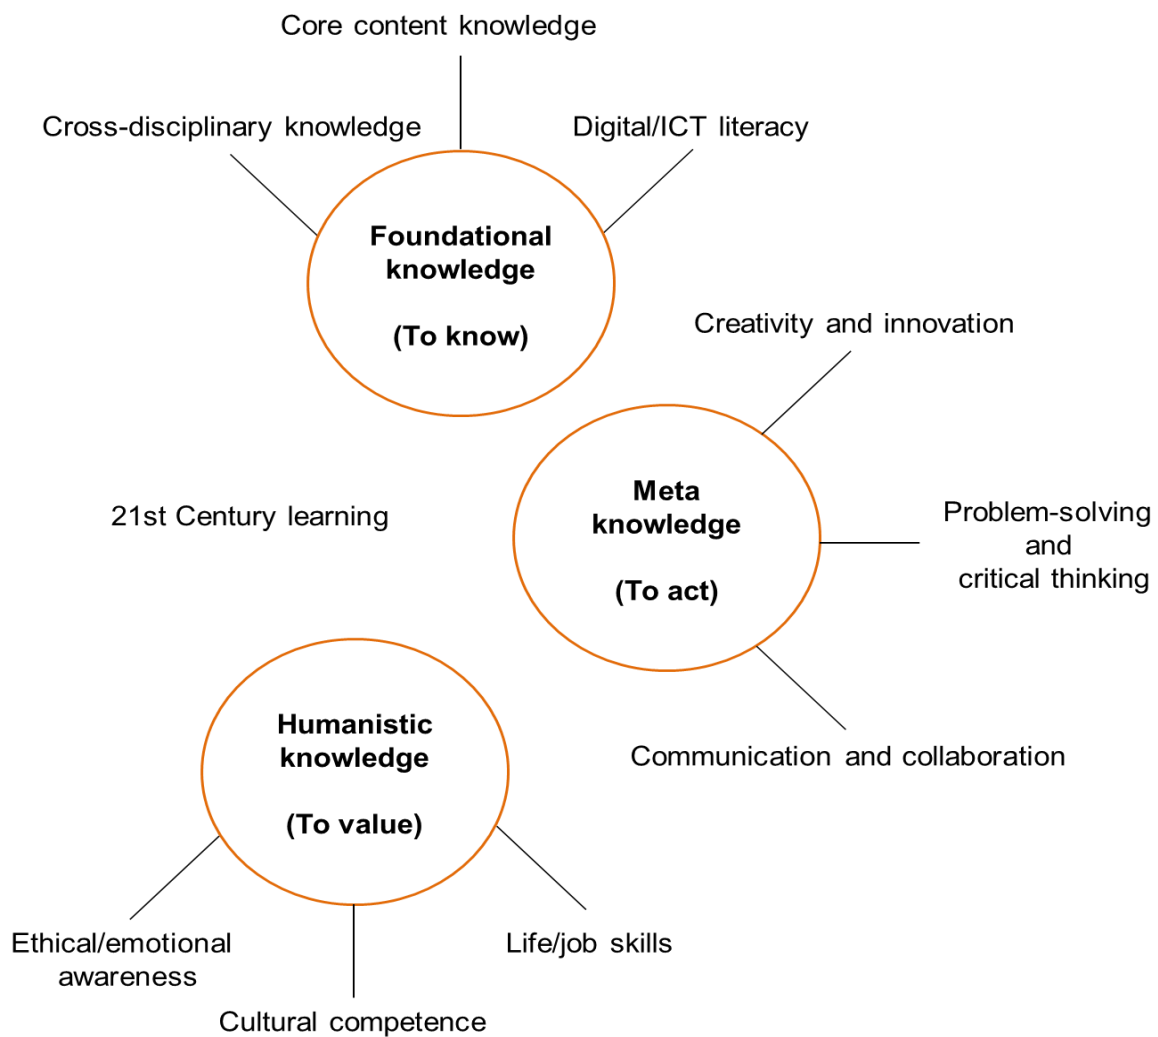 Core content knowledge
Cross-disciplinary knowledge
Digital/ICT literacy
Foundational
knowledge
(To know)
Creativity and innovation
Meta
knowledge
(To act)
21st Century learning
Problem-solving
and
critical thinking
Communication and collaboration
Humanistic
knowledge
(To value)
Ethical/emotional
awareness
Life/job skills
Cultural competence